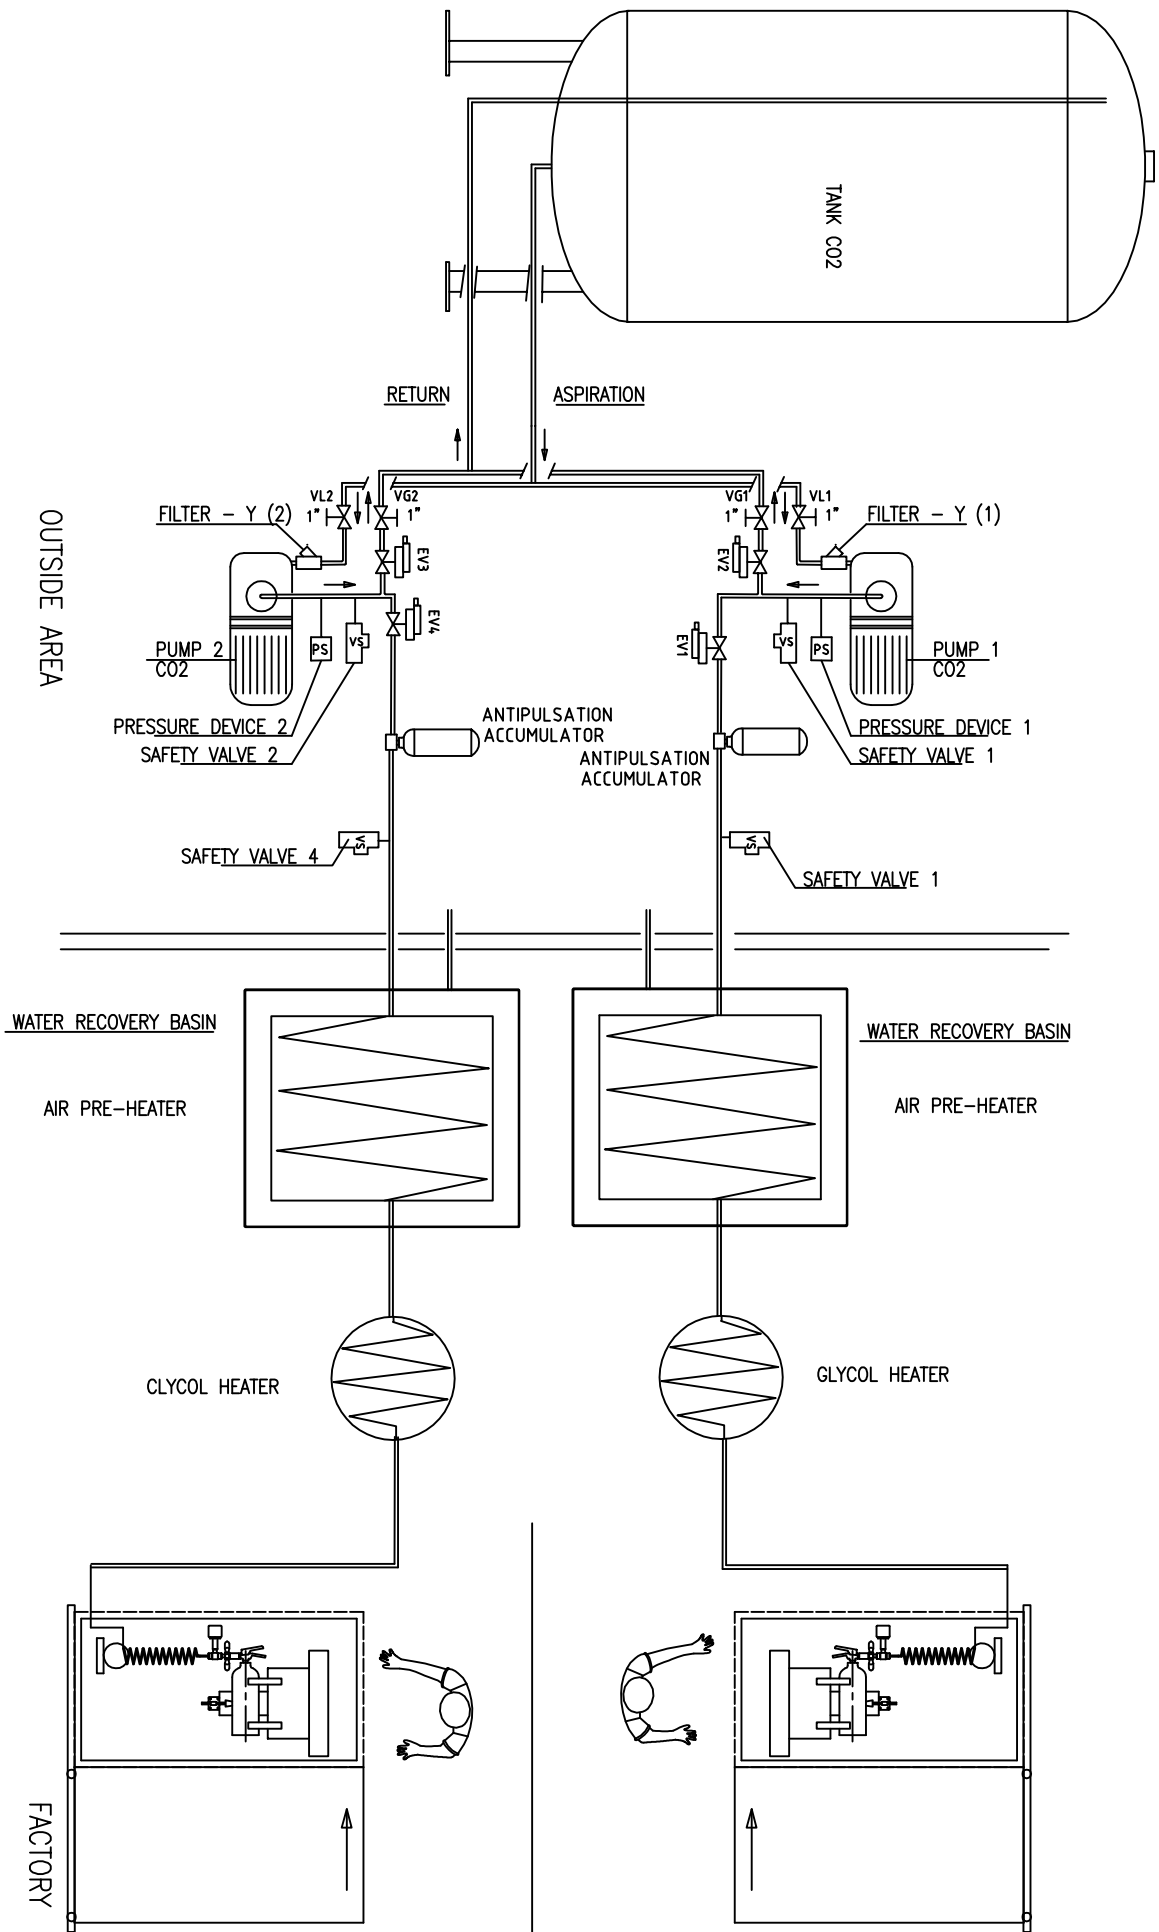 TANK CO2
RETURN
ASPIRATION
VL2
1"
VG2
1"
VG1
1"
VL1
1"
FILTER - Y (2)
FILTER - Y (1)
OUTSIDE AREA
EV3
EV2
EV4
EV1
PS
VS
VS
PS
PUMP 2
CO2
PUMP 1
CO2
PRESSURE DEVICE 2
SAFETY VALVE 2
PRESSURE DEVICE 1
SAFETY VALVE 1
ANTIPULSATION
ACCUMULATOR
ANTIPULSATION
ACCUMULATOR
VS
SAFETY VALVE 4
VS
SAFETY VALVE 1
WATER RECOVERY BASIN
WATER RECOVERY BASIN
AIR PRE-HEATER
AIR PRE-HEATER
CLYCOL HEATER
GLYCOL HEATER
FACTORY